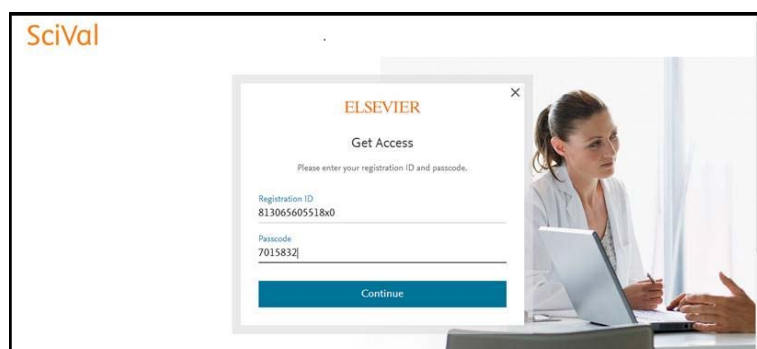 SciVal
ELSEVIER
Get Access
Please enter your registration ID and passcode.
Registration ID
813065605518x0
Passcode
7015832
Continue